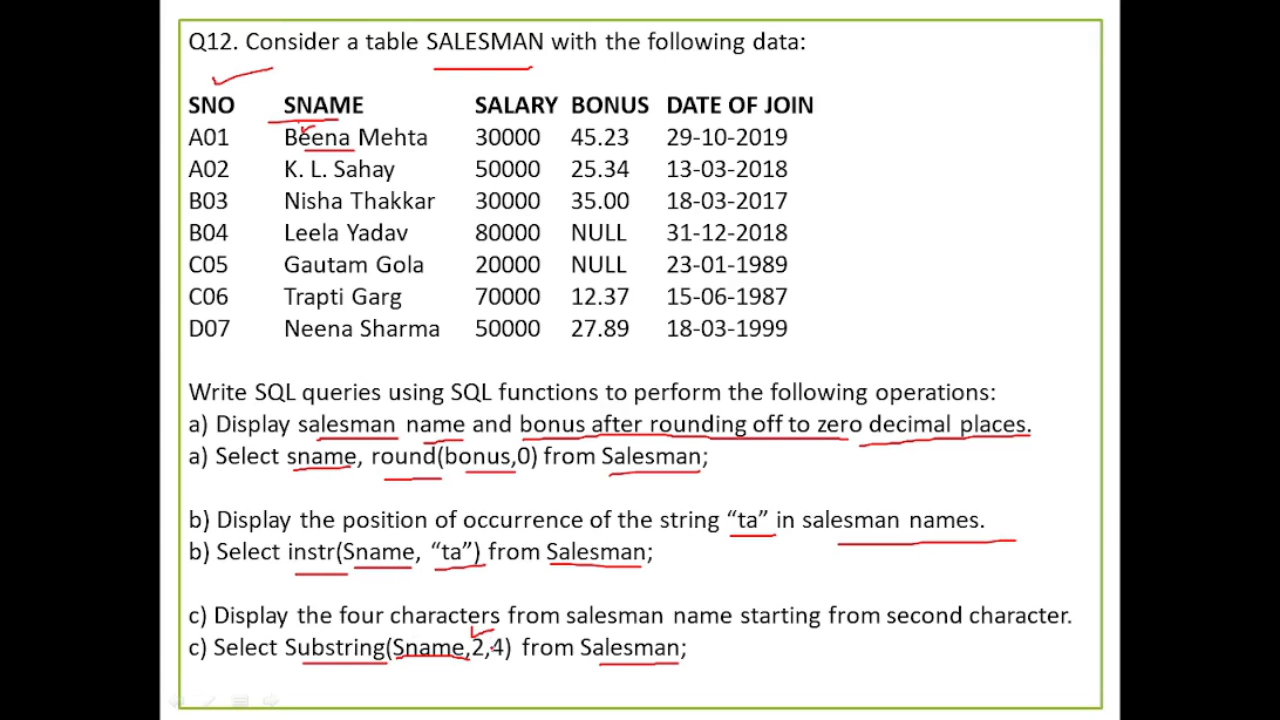 Q12. Consider a table SALESMAN with the following data:
SNO SNAME SALARY BONUS DATE OF JOIN
A01 Beena Mehta 30000 45.23 29-10-2019
A02 K. L. Sahay 50000 25.34 13-03-2018
B03 Nisha Thakkar 30000 35.00 18-03-2017
B04 Leela Yadav 80000 NULL 31-12-2018
C05 Gautam Gola 20000 NULL 23-01-1989
C06 Trapti Garg 70000 12.37 15-06-1987
D07 Neena Sharma 50000 27.89 18-03-1999
Write SQL queries using SQL functions to perform the following operations:
a) Display salesman name and bonus after rounding off to zero decimal places.
a) Select sname, round(bonus,0) from Salesman;
b) Display the position of occurrence of the string “ta” in salesman names.
b) Select instr(Sname, “ta”) from Salesman;
c) Display the four characters from salesman name starting from second character.
c) Select Substring(Sname,2,4) from Salesman;